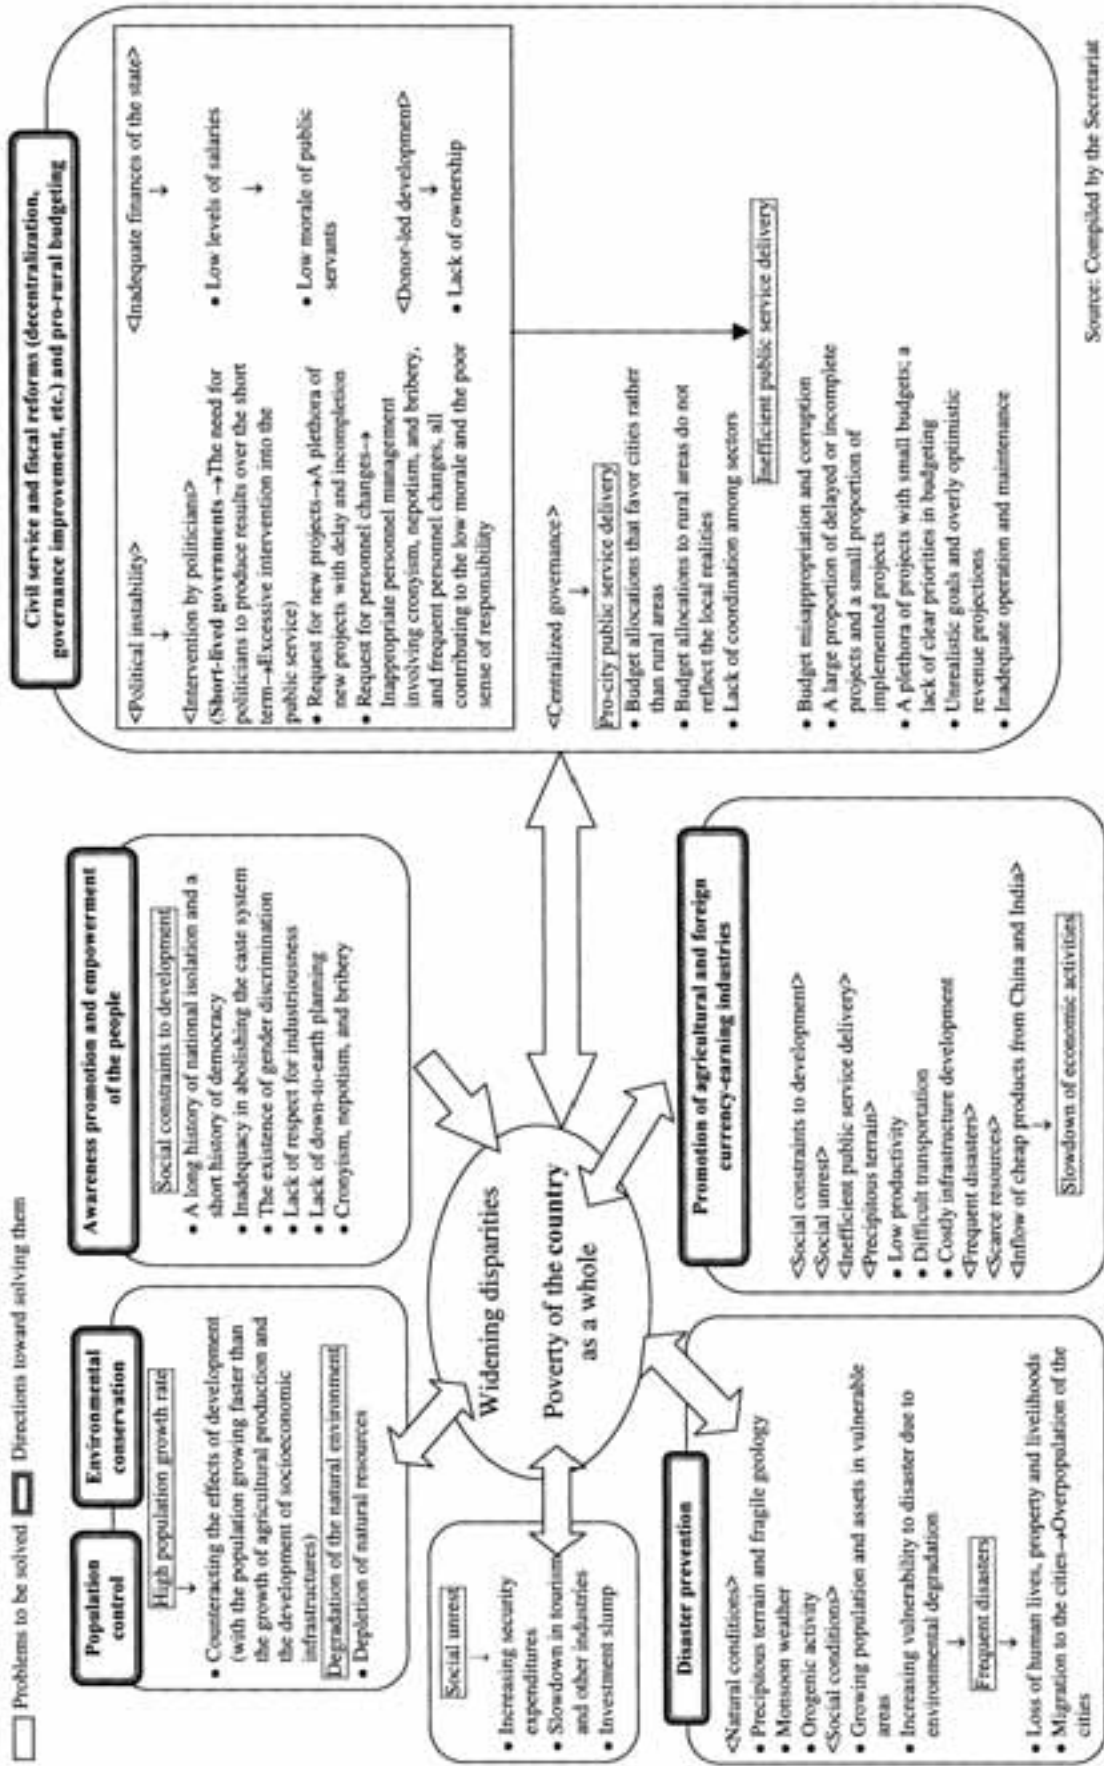 Problems to be solved
Directions toward solving them
Population
control
Environmental
conservation
High population growth rate
↓
• Counteracting the effects of development
(with the population growing faster than
the growth of agricultural production and
the development of socioeconomic
infrastructures)
Degradation of the natural environment
• Depletion of natural resources
Awareness promotion and empowerment
of the people
Social constraints to development
• A long history of national isolation and a
short history of democracy
• Inadequacy in abolishing the caste system
• The existence of gender discrimination
• Lack of respect for industriousness
• Lack of down-to-earth planning
• Cronyism, nepotism, and bribery
Civil service and fiscal reforms (decentralization,
governance improvement, etc.) and pro-rural budgeting
<Political instability>
↓
<Intervention by politicians>
(Short-lived governments→The need for
politicians to produce results over the short
term→Excessive intervention into the
public service)
• Request for new projects→A plethora of
new projects with delay and incompletion
• Request for personnel changes→
Inappropriate personnel management
involving cronyism, nepotism, and bribery,
and frequent personnel changes, all
contributing to the low morale and the poor
sense of responsibility
<Inadequate finances of the state>
↓
• Low levels of salaries
↓
• Low morale of public
servants
<Donor-led development>
↓
• Lack of ownership
<Centralized governance>
↓
Pro-city public service delivery
• Budget allocations that favor cities rather
than rural areas
• Budget allocations to rural areas do not
reflect the local realities
• Lack of coordination among sectors
Inefficient public service delivery
• Budget misappropriation and corruption
• A large proportion of delayed or incomplete
projects and a small proportion of
implemented projects
• A plethora of projects with small budgets; a
lack of clear priorities in budgeting
• Unrealistic goals and overly optimistic
revenue projections
• Inadequate operation and maintenance
Social unrest
↓
• Increasing security
expenditures
• Slowdown in tourism
and other industries
• Investment slump
Widening disparities
Poverty of the country
as a whole
Disaster prevention
<Natural conditions>
• Precipitous terrain and fragile geology
• Monsoon weather
• Orogenic activity
<Social conditions>
• Growing population and assets in vulnerable
areas
• Increasing vulnerability to disaster due to
environmental degradation
↓
Frequent disasters
↓
• Loss of human lives, property and livelihoods
• Migration to the cities→Overpopulation of the
cities
Promotion of agricultural and foreign
currency-earning industries
<Social constraints to development>
<Social unrest>
<Inefficient public service delivery>
<Precipitous terrain>
• Low productivity
• Difficult transportation
• Costly infrastructure development
<Frequent disasters>
<Scarce resources>
<Inflow of cheap products from China and India>
↓
Slowdown of economic activities
Source: Compiled by the Secretariat